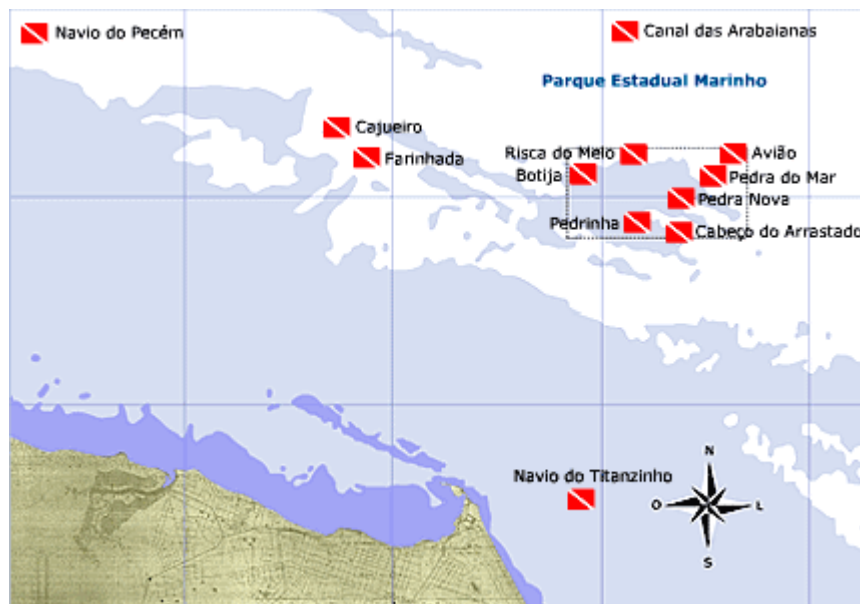 Navio do Pecém
Canal das Arabaianas
Parque Estadual Marinho
Cajueiro
Farinhada
Risca do Meio
Avião
Botija
Pedra do Mar
Pedra Nova
Pedrinha
Cabeço do Arrastado
Navio do Titanzinho
N
O
L
S